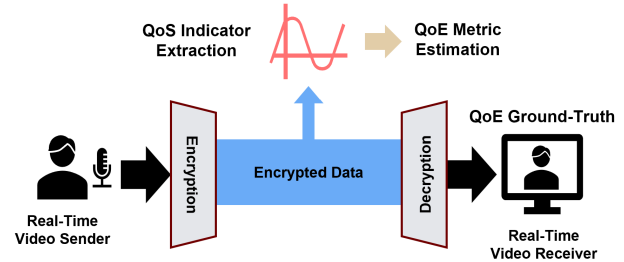 QoS Indicator
Extraction
QoE Metric
Estimation
QoE Ground-Truth
Encryption
Encrypted Data
Decryption
Real-Time
Video Sender
Real-Time
Video Receiver